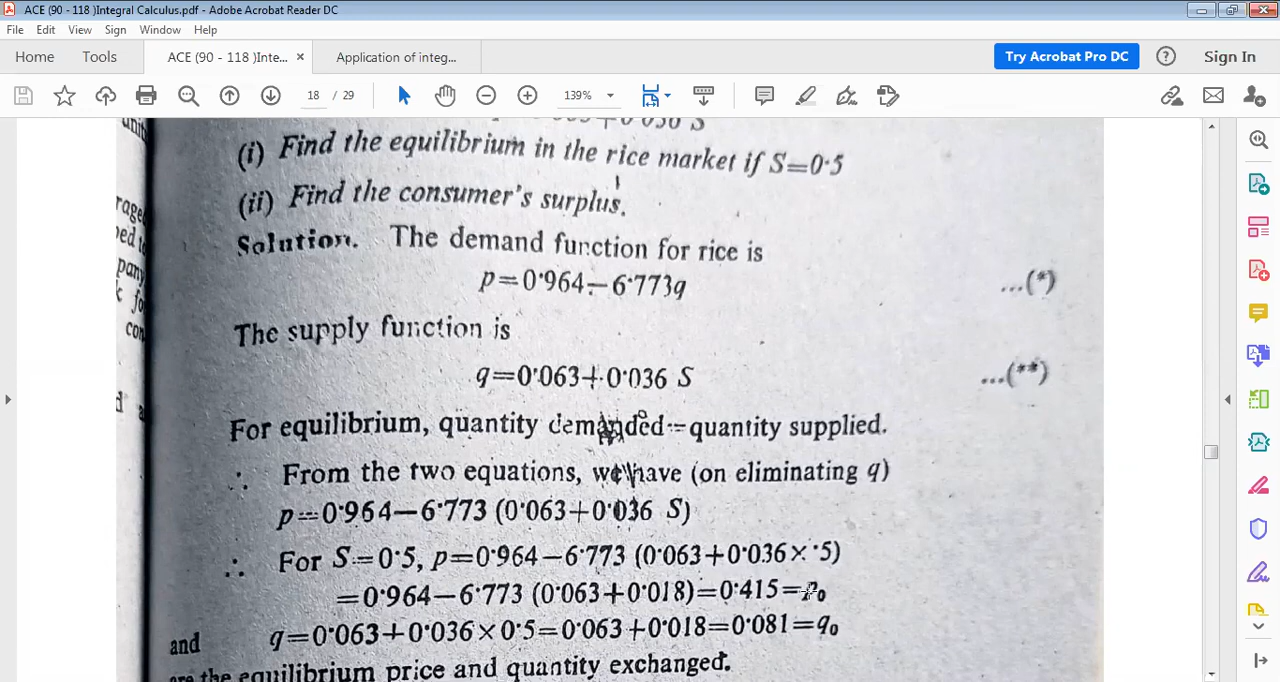 ACE (90 - 118 )Integral Calculus.pdf - Adobe Acrobat Reader DC
File Edit View Sign Window Help
Home Tools ACE (90 - 118 )Inte... × Application of integ... Try Acrobat Pro DC Sign In
18 / 29 139%
(i) Find the equilibrium in the rice market if S=0·5
(ii) Find the consumer's surplus.
Solution. The demand function for rice is
p=0·964–6·773q ...(*)
The supply function is
q=0·063+0·036 S ...(**)
For equilibrium, quantity demanded=quantity supplied.
∴ From the two equations, we have (on eliminating q)
p=0·964–6·773 (0·063+0·036 S)
∴ For S=0·5, p=0·964–6·773 (0·063+0·036×·5)
=0·964–6·773 (0·063+0·018)=0·415=p₀
and q=0·063+0·036×0·5=0·063+0·018=0·081=q₀
are the equilibrium price and quantity exchanged.